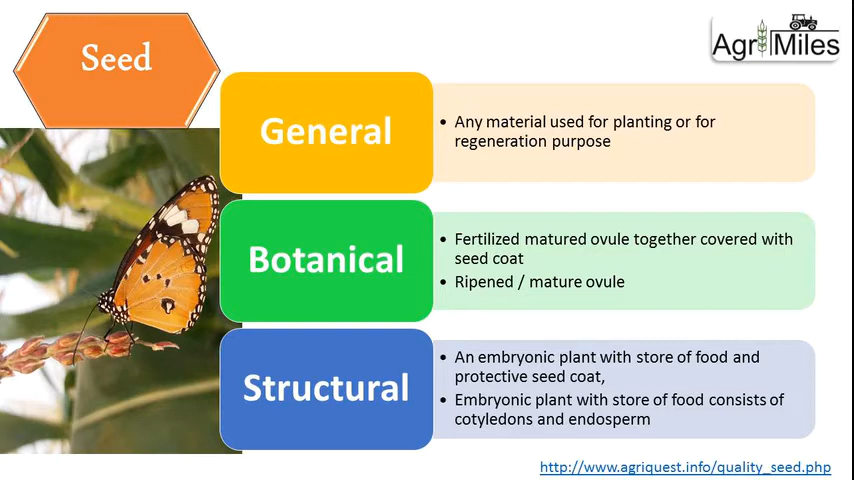 Seed
Agr Miles
General
• Any material used for planting or for
regeneration purpose
Botanical
• Fertilized matured ovule together covered with
seed coat
• Ripened / mature ovule
Structural
• An embryonic plant with store of food and
protective seed coat,
• Embryonic plant with store of food consists of
cotyledons and endosperm
http://www.agriquest.info/quality_seed.php